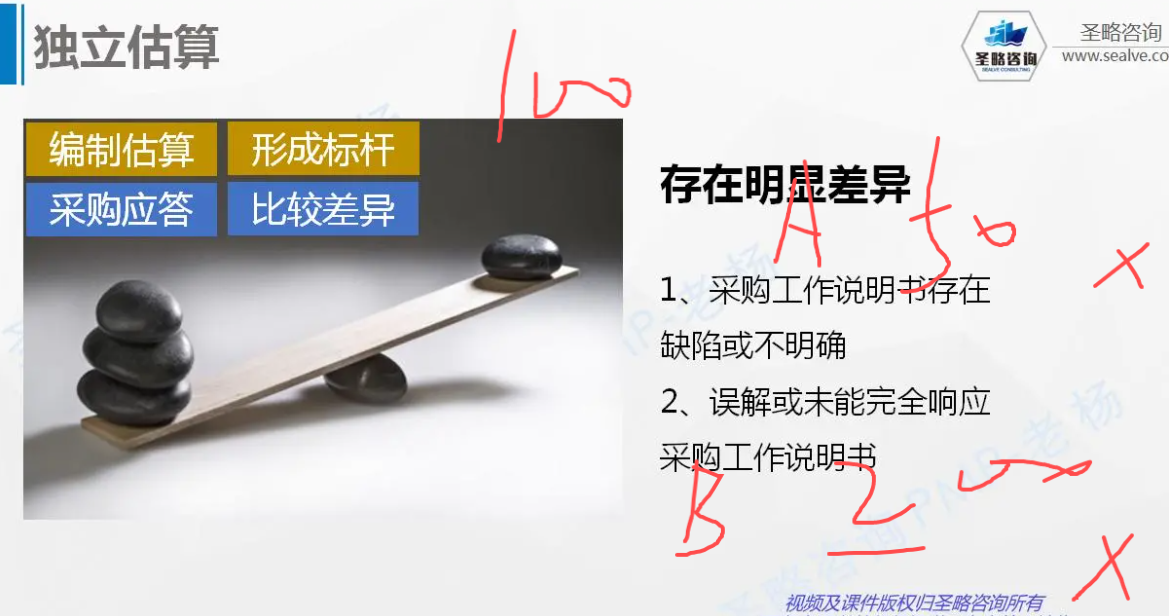 独立估算
圣略咨询
SEALVE CONSULTING
圣略咨询
www.sealve.co
100
编制估算 形成标杆
采购应答 比较差异
存在明显差异
A 50 ×
1、采购工作说明书存在
缺陷或不明确
2、误解或未能完全响应
采购工作说明书
B 200 ×
视频及课件版权归圣略咨询所有